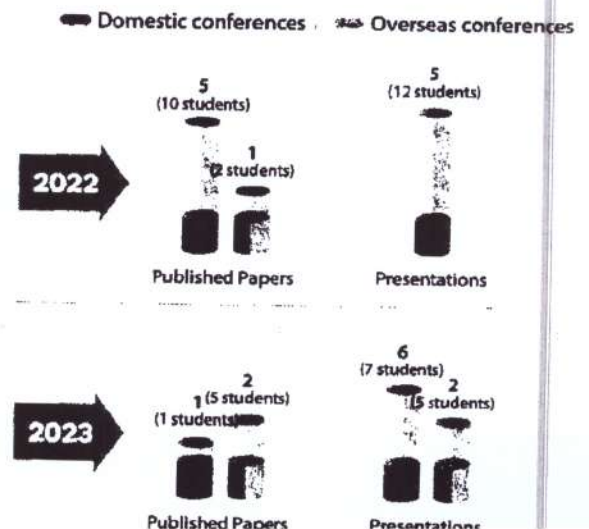 Domestic conferences
Overseas conferences
5
(10 students)
1
(2 students)
5
(12 students)
2022
Published Papers
Presentations
1
(1 students)
2
(5 students)
6
(7 students)
2
(5 students)
2023
Published Papers
Presentations